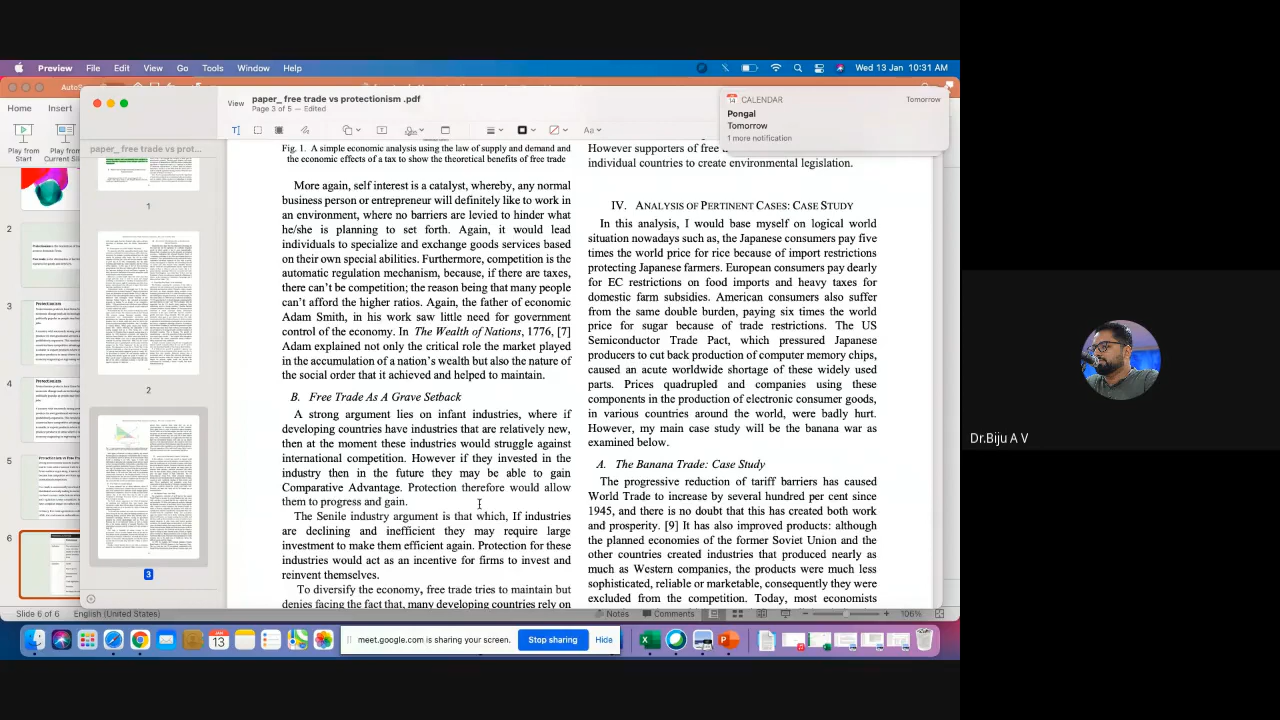 Preview File Edit View Go Tools Window Help
Wed 13 Jan 10:31 AM
AutoS
Home Insert
Play from Start
Play from Current Sl
View
paper_ free trade vs protectionism .pdf
Page 3 of 5 — Edited
paper_ free trade vs prot...
CALENDAR
Tomorrow
Pongal
Tomorrow
1 more notification
1
2
3
2
3
4
5
6
Fig. 1. A simple economic analysis using the law of supply and demand and
the economic effects of a tax to show the theoretical benefits of free trade
More again, self interest is a catalyst, whereby, any normal
business person or entrepreneur will definitely like to work in
an environment, where no barriers are levied to hinder what
he/she is planning to set forth. Again, it would lead
individuals to specialize and exchange goods services based
on their own special abilities. Furthermore, competition is the
automatic regulation mechanism, because, if there are taxes,
there can't be competition; the reason being that many people
can't afford the higher ratios. Again, the father of economic
Adam Smith, in his work saw little need for government
control of the economy. In The Wealth of Nations, 1776, [7]
Adam explained not only the critical role the market played
in the accumulation of a nation's wealth but also the nature of
the social order that it achieved and helped to maintain.
B. Free Trade As A Grave Setback
A strong argument lies on infant industries, where if
developing countries have industries that are relatively new,
then at the moment these industries would struggle against
international competition. However if they invested in the
industry then in the future they may be able to gain
Comparative Advantage. Protection therefore would allow
them to progress and gain.
The Senile industry argument is that which, If industries
are declining and inefficient they may require large
investment to make them efficient again. Protection for these
industries would act as an incentive for firms to invest and
reinvent themselves.
To diversify the economy, free trade tries to maintain but
denies facing the fact that, many developing countries rely on
However supporters of free
individual countries to create environmental legislation.
IV. ANALYSIS OF PERTINENT CASES: CASE STUDY
In this analysis, I would base myself on logical world
situation nowadays such as, the Japanese consumers pay five
times the world price for rice because of import restrictions
protecting Japanese farmers. European consumers pay dearly
for EC restrictions on food imports and heavy taxes for
domestic farm subsidies. American consumers also suffer
from the same double burden, paying six times the world
price for sugar because of trade restrictions. The US
Semiconductor Trade Pact, which pressured Japanese
producers to cut back production of computer memory chips,
caused an acute worldwide shortage of these widely used
parts. Prices quadrupled and companies using these
components in the production of electronic consumer goods,
in various countries around the world, were badly hurt.
However, my main case study will be the banana war as
examined below.
A. The Banana Trade: Case Study
The progressive reduction of tariff barriers has caused
World Trade to increase by several hundred per cent since
1945, and there is no doubt that this has created both work
and prosperity. [9] It has also improved products: although
the planned economies of the former Soviet Union and the
other countries created industries that produced nearly as
much as Western companies, the products were much less
sophisticated, reliable or marketable, consequently they were
excluded from the competition. Today, most economists
Slide 6 of 6 English (United States)
Notes Comments 106%
meet.google.com is sharing your screen. Stop sharing Hide
JAN
13
Dr.Biju A V